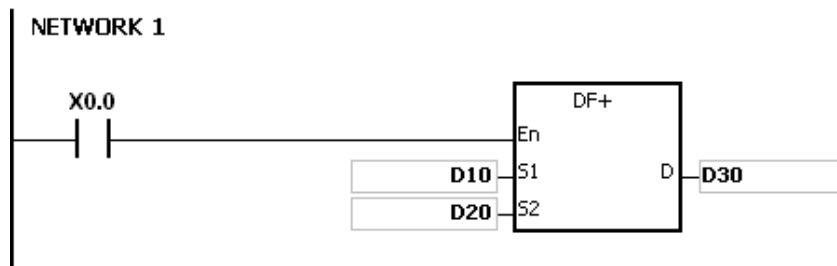 NETWORK 1
X0.0
DF+
En
D10 S1 D D30
D20 S2